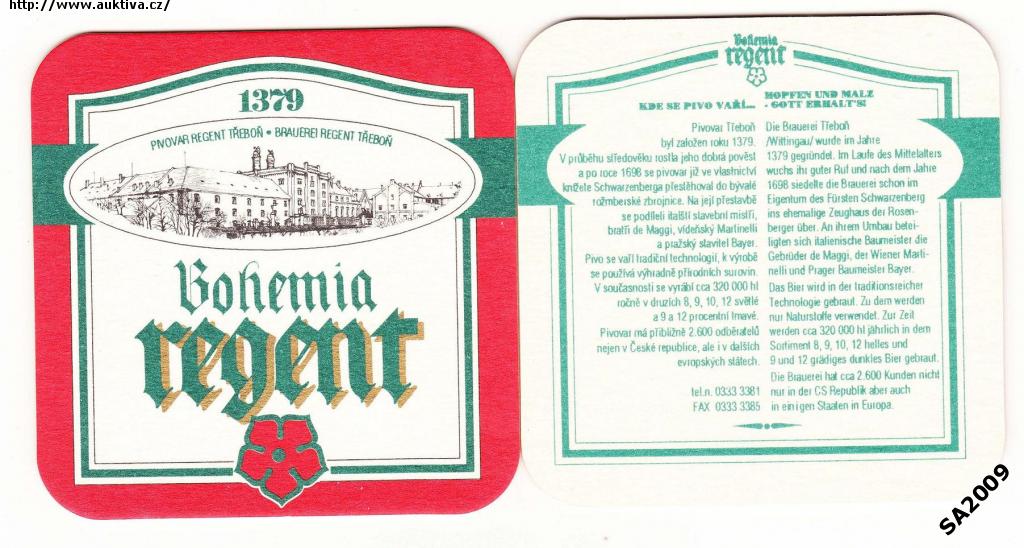 http://www.auktiva.cz/
1379
PIVOVAR REGENT TŘEBOŇ • BRAUEREI REGENT TŘEBOŇ
Bohemia
regent
Bohemia
regent
KDE SE PIVO VAŘÍ...
Pivovar Třeboň
byl založen roku 1379.
V průběhu středověku rostla jeho dobrá pověst
a po roce 1698 se pivovar již ve vlastnictví
knížete Schwarzenberga přestěhoval do bývalé
rožmberské zbrojnice. Na její přestavbě
se podíleli italští stavební mistři,
bratři de Maggi, vídeňský Martinelli
a pražský stavitel Bayer.
Pivo se vaří tradiční technologií, k výrobě
se používá výhradně přírodních surovin.
V současnosti se vyrábí cca 320 000 hl
ročně v druzích 8, 9, 10, 12 světlé
a 9 a 12 procentní tmavé.
Pivovar má přibližně 2.600 odběratelů
nejen v České republice, ale i v dalších
evropských státech.
tel.n. 0333 3381
FAX 0333 3385
HOPFEN UND MALZ
- GOTT ERHALT'S!
Die Brauerei Třeboň
/Wittingau/ wurde im Jahre
1379 gegründet. Im Laufe des Mittelalters
wuchs ihr guter Ruf und nach dem Jahre
1698 siedelte die Brauerei schon im
Eigentum des Fürsten Schwarzenberg
ins ehemalige Zeughaus der Rosen-
berger über. An ihrem Umbau betei-
ligten sich italienische Baumeister die
Gebrüder de Maggi, der Wiener Marti-
nelli und Prager Baumeister Bayer.
Das Bier wird in der traditionsreicher
Technologie gebraut. Zu dem werden
nur Naturstoffe verwendet. Zur Zeit
werden cca 320 000 hl jährlich in dem
Sortiment 8, 9, 10, 12 helles und
9 und 12 grädiges dunkles Bier gebraut.
Die Brauerei hat cca 2.600 Kunden nicht
nur in der CS Republik aber auch
in einigen Staaten in Europa.
SA2009